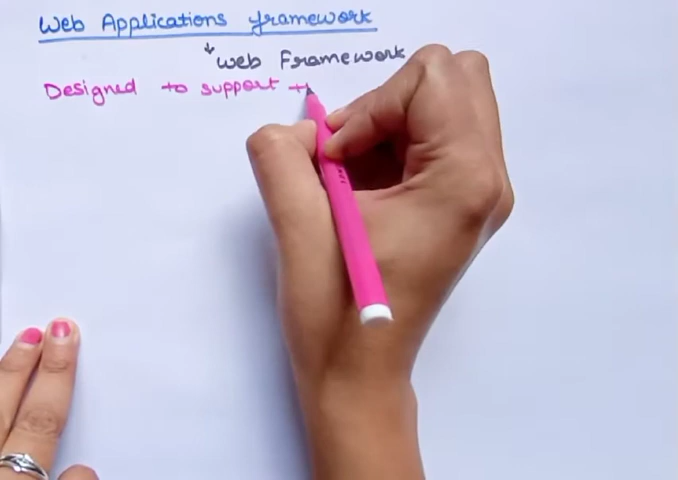 Web Applications framework
↓ Web Framework
Designed to support t